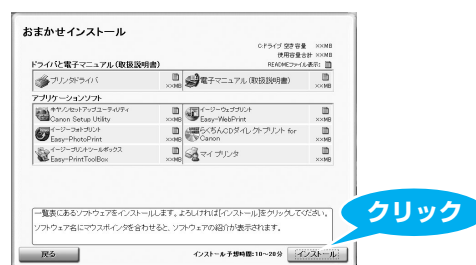 おまかせインストール
C:ドライブ 空き容量 ××MB
使用容量合計 ××MB
ドライバと電子マニュアル(取扱説明書) READMEファイル表示:
プリンタドライバ ××MB 電子マニュアル(取扱説明書) ××MB
アプリケーションソフト
キヤノンセットアップユーティリティ イージーウェブプリント
Canon Setup Utility ××MB Easy-WebPrint ××MB
イージーフォトプリント らくちんCDダイレクトプリント for
Easy-PhotoPrint ××MB Canon ××MB
イージープリントツールボックス マイ プリンタ
Easy-PrintToolBox ××MB ××MB
一覧表にあるソフトウェアをインストールします。よろしければ[インストール]をクリックしてください。
ソフトウェア名にマウスポインタを合わせると、ソフトウェアの紹介が表示されます。
クリック
戻る インストール予想時間:10~20分 インストール